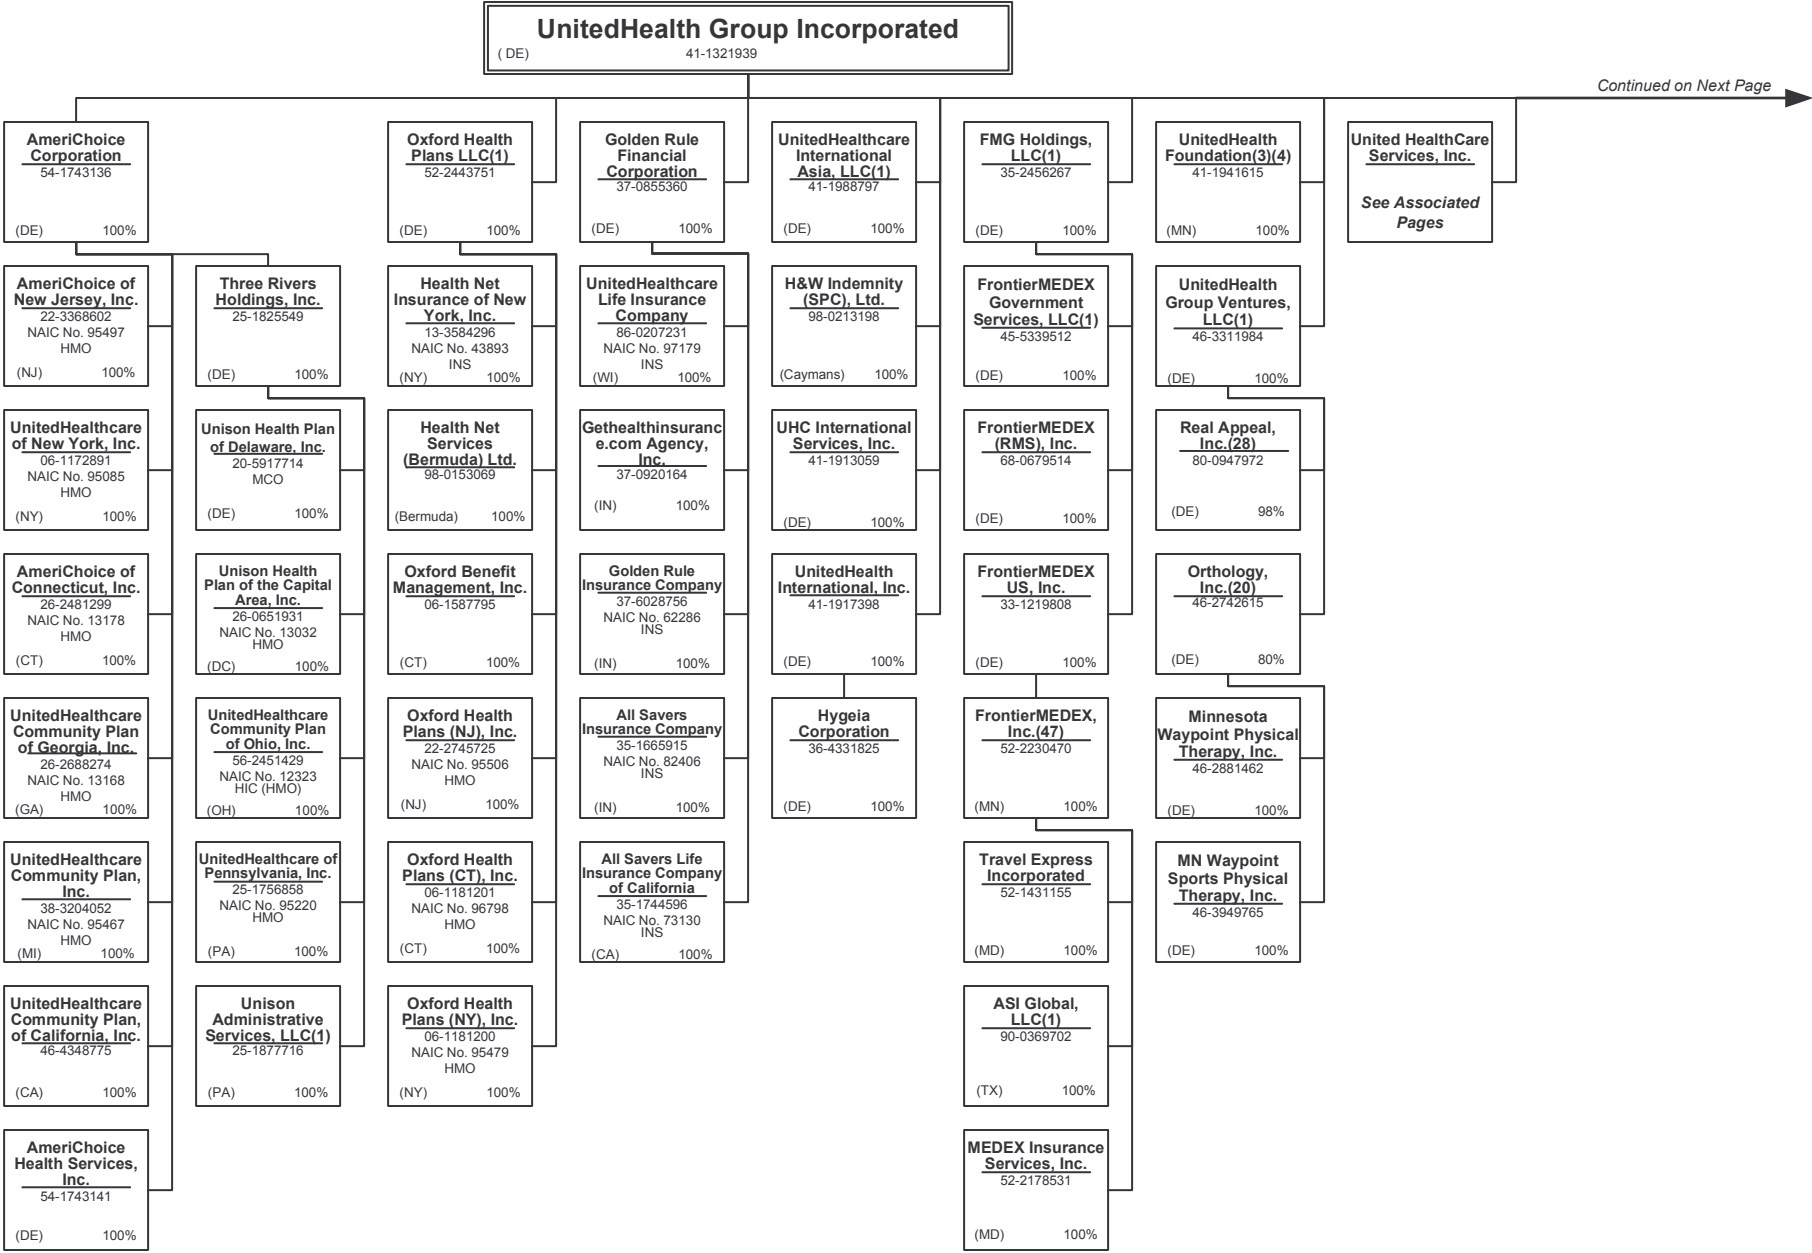 UnitedHealth Group Incorporated
( DE) 41-1321939
Continued on Next Page
AmeriChoice
Corporation
54-1743136
(DE) 100%
Oxford Health
Plans LLC(1)
52-2443751
(DE) 100%
Golden Rule
Financial
Corporation
37-0855360
(DE) 100%
UnitedHealthcare
International
Asia, LLC(1)
41-1988797
(DE) 100%
FMG Holdings,
LLC(1)
35-2456267
(DE) 100%
UnitedHealth
Foundation(3)(4)
41-1941615
(MN) 100%
United HealthCare
Services, Inc.
See Associated
Pages
AmeriChoice of
New Jersey, Inc.
22-3368602
NAIC No. 95497
HMO
(NJ) 100%
Three Rivers
Holdings, Inc.
25-1825549
(DE) 100%
Health Net
Insurance of New
York, Inc.
13-3584296
NAIC No. 43893
INS
(NY) 100%
UnitedHealthcare
Life Insurance
Company
86-0207231
NAIC No. 97179
INS
(WI) 100%
H&W Indemnity
(SPC), Ltd.
98-0213198
(Caymans) 100%
FrontierMEDEX
Government
Services, LLC(1)
45-5339512
(DE) 100%
UnitedHealth
Group Ventures,
LLC(1)
46-3311984
(DE) 100%
UnitedHealthcare
of New York, Inc.
06-1172891
NAIC No. 95085
HMO
(NY) 100%
Unison Health Plan
of Delaware, Inc.
20-5917714
MCO
(DE) 100%
Health Net
Services
(Bermuda) Ltd.
98-0153069
(Bermuda) 100%
Gethealthinsuranc
e.com Agency,
Inc.
37-0920164
(IN) 100%
UHC International
Services, Inc.
41-1913059
(DE) 100%
FrontierMEDEX
(RMS), Inc.
68-0679514
(DE) 100%
Real Appeal,
Inc.(28)
80-0947972
(DE) 98%
AmeriChoice of
Connecticut, Inc.
26-2481299
NAIC No. 13178
HMO
(CT) 100%
Unison Health
Plan of the Capital
Area, Inc.
26-0651931
NAIC No. 13032
HMO
(DC) 100%
Oxford Benefit
Management, Inc.
06-1587795
(CT) 100%
Golden Rule
Insurance Company
37-6028756
NAIC No. 62286
INS
(IN) 100%
UnitedHealth
International, Inc.
41-1917398
(DE) 100%
FrontierMEDEX
US, Inc.
33-1219808
(DE) 100%
Orthology,
Inc.(20)
46-2742615
(DE) 80%
UnitedHealthcare
Community Plan
of Georgia, Inc.
26-2688274
NAIC No. 13168
HMO
(GA) 100%
UnitedHealthcare
Community Plan
of Ohio, Inc.
56-2451429
NAIC No. 12323
HIC (HMO)
(OH) 100%
Oxford Health
Plans (NJ), Inc.
22-2745725
NAIC No. 95506
HMO
(NJ) 100%
All Savers
Insurance Company
35-1665915
NAIC No. 82406
INS
(IN) 100%
Hygeia
Corporation
36-4331825
(DE) 100%
FrontierMEDEX,
Inc.(47)
52-2230470
(MN) 100%
Minnesota
Waypoint Physical
Therapy, Inc.
46-2881462
(DE) 100%
UnitedHealthcare
Community Plan,
Inc.
38-3204052
NAIC No. 95467
HMO
(MI) 100%
UnitedHealthcare of
Pennsylvania, Inc.
25-1756858
NAIC No. 95220
HMO
(PA) 100%
Oxford Health
Plans (CT), Inc.
06-1181201
NAIC No. 96798
HMO
(CT) 100%
All Savers Life
Insurance Company
of California
35-1744596
NAIC No. 73130
INS
(CA) 100%
Travel Express
Incorporated
52-1431155
(MD) 100%
MN Waypoint
Sports Physical
Therapy, Inc.
46-3949765
(DE) 100%
UnitedHealthcare
Community Plan,
of California, Inc.
46-4348775
(CA) 100%
Unison
Administrative
Services, LLC(1)
25-1877716
(PA) 100%
Oxford Health
Plans (NY), Inc.
06-1181200
NAIC No. 95479
HMO
(NY) 100%
ASI Global,
LLC(1)
90-0369702
(TX) 100%
AmeriChoice
Health Services,
Inc.
54-1743141
(DE) 100%
MEDEX Insurance
Services, Inc.
52-2178531
(MD) 100%